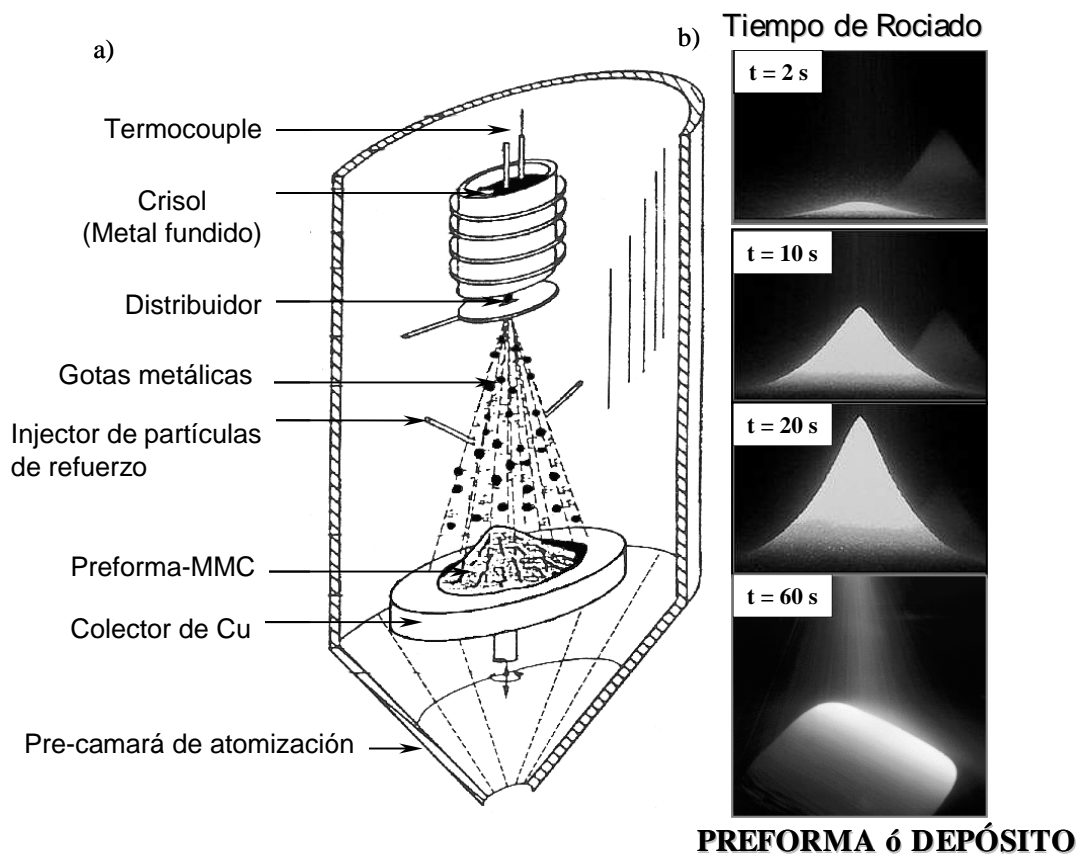 a)
Termocouple
Crisol
(Metal fundido)
Distribuidor
Gotas metálicas
Injector de partículas
de refuerzo
Preforma-MMC
Colector de Cu
Pre-camará de atomización
b)
Tiempo de Rociado
t = 2 s
t = 10 s
t = 20 s
t = 60 s
PREFORMA ó DEPÓSITO